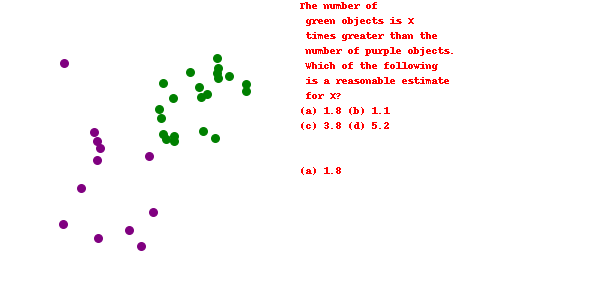 The number of
green objects is X
times greater than the
number of purple objects.
Which of the following
is a reasonable estimate
for X?
(a) 1.8 (b) 1.1
(c) 3.8 (d) 5.2
(a) 1.8